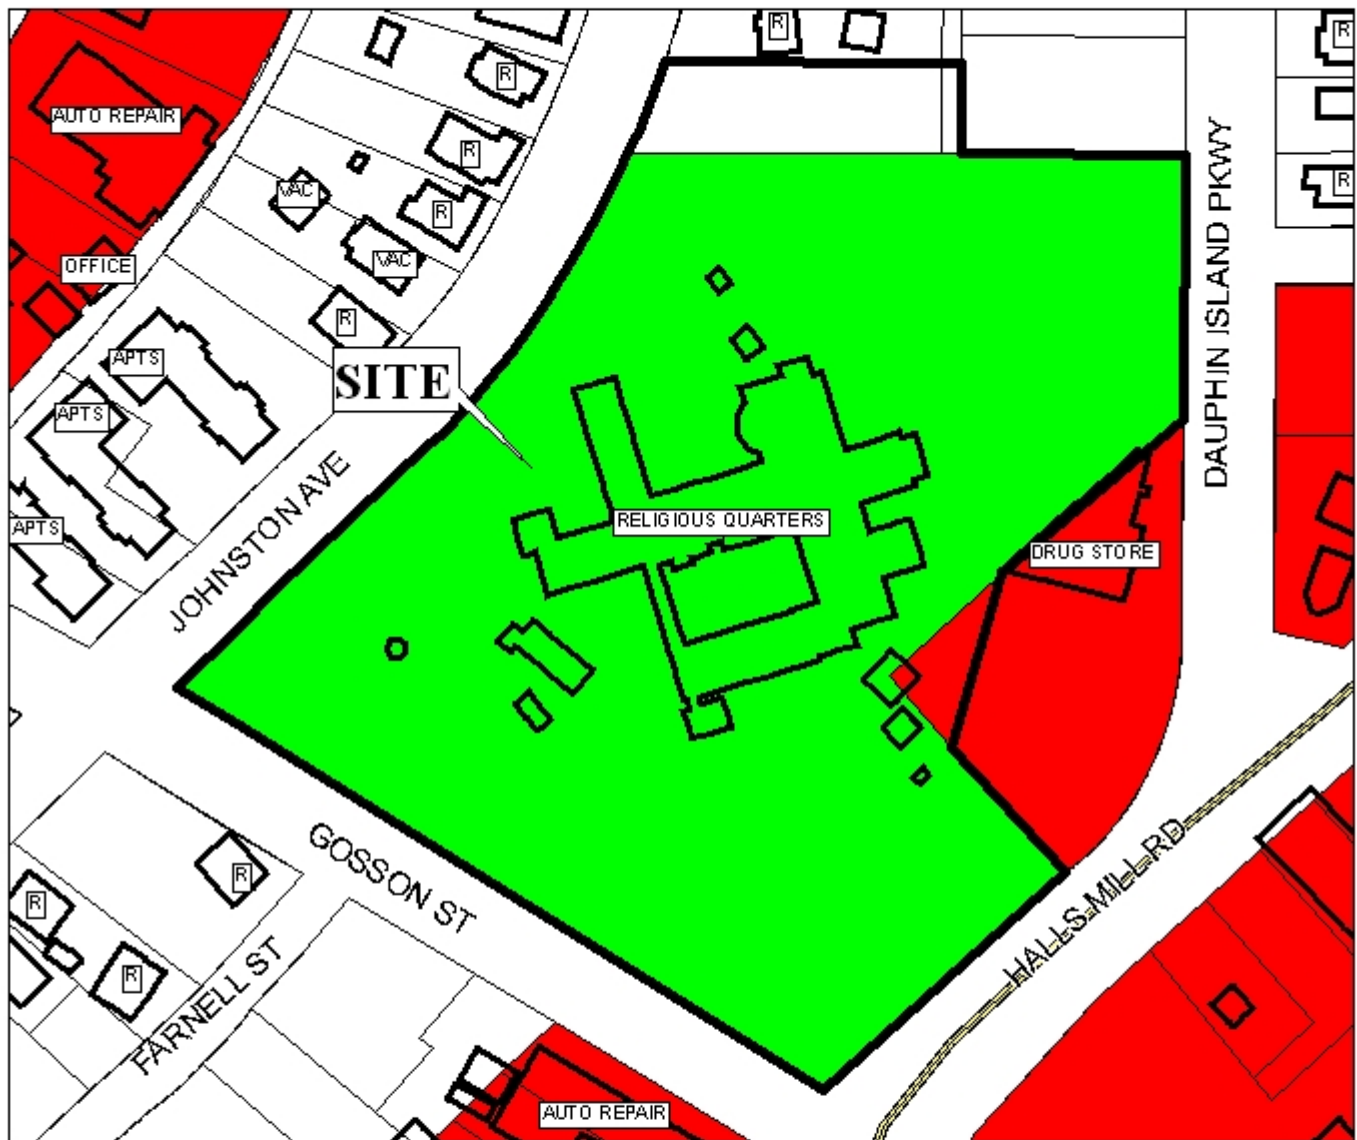 R
R
R
AUTO REPAIR
R
R
VAC
R
R
VAC
OFFICE
R
APTS
SITE
APTS
DAUPHIN ISLAND PKWY
APTS
RELIGIOUS QUARTERS
JOHNSTON AVE
DRUG STORE
GOSSON ST
HALLS MILL RD
R
R
R
FARNELL ST
AUTO REPAIR